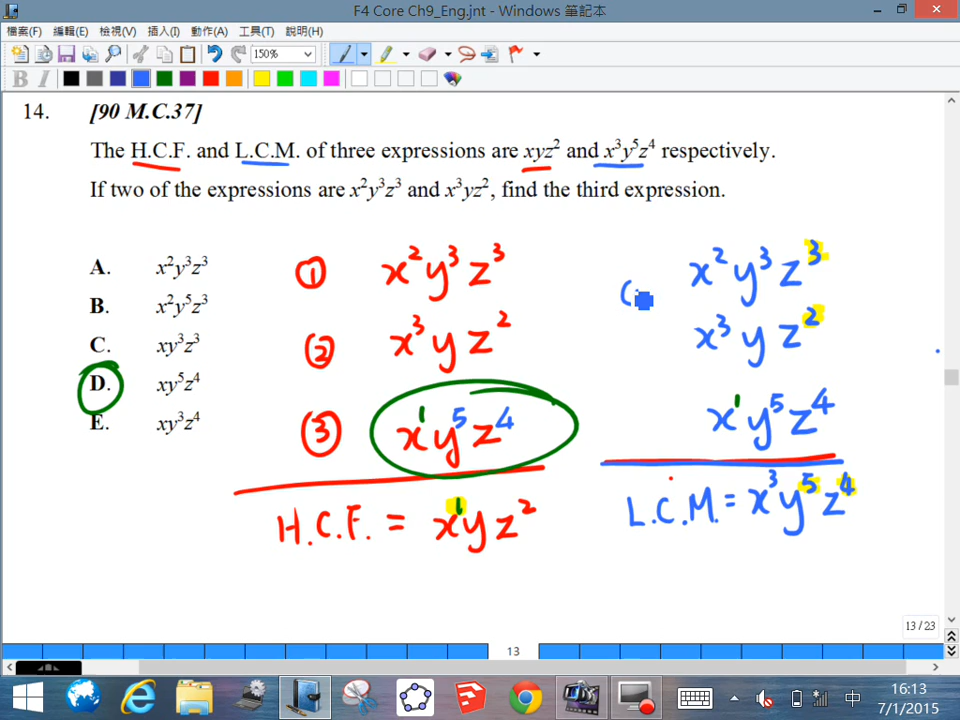 F4 Core Ch9_Eng.jnt - Windows 筆記本
檔案(F) 編輯(E) 檢視(V) 插入(I) 動作(A) 工具(T) 說明(H)
150%
B I
14. [90 M.C.37]
The H.C.F. and L.C.M. of three expressions are xyz² and x³y⁵z⁴ respectively.
If two of the expressions are x²y³z³ and x³yz², find the third expression.
A. x²y³z³
B. x²y⁵z³
C. xy³z³
D. xy⁵z⁴
E. xy³z⁴
① x²y³z³
② x³yz²
③ x¹y⁵z⁴
H.C.F. = x¹yz²
x²y³z³
x³yz²
x¹y⁵z⁴
L.C.M. = x³y⁵z⁴
13 / 23
13
中
16:13
7/1/2015